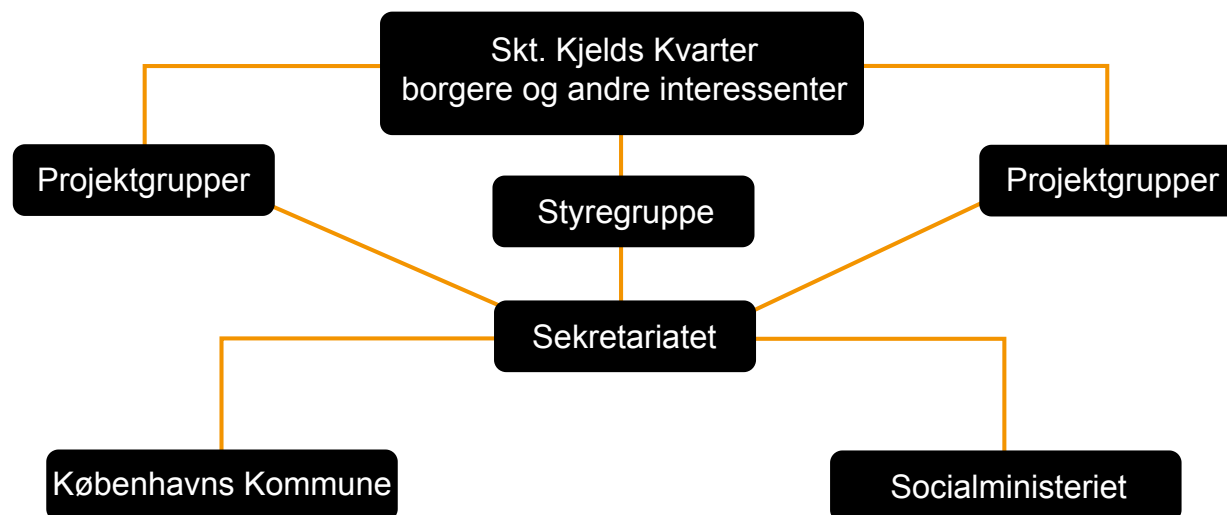 Skt. Kjelds Kvarter
borgere og andre interessenter
Projektgrupper
Projektgrupper
Styregruppe
Sekretariatet
Københavns Kommune
Socialministeriet